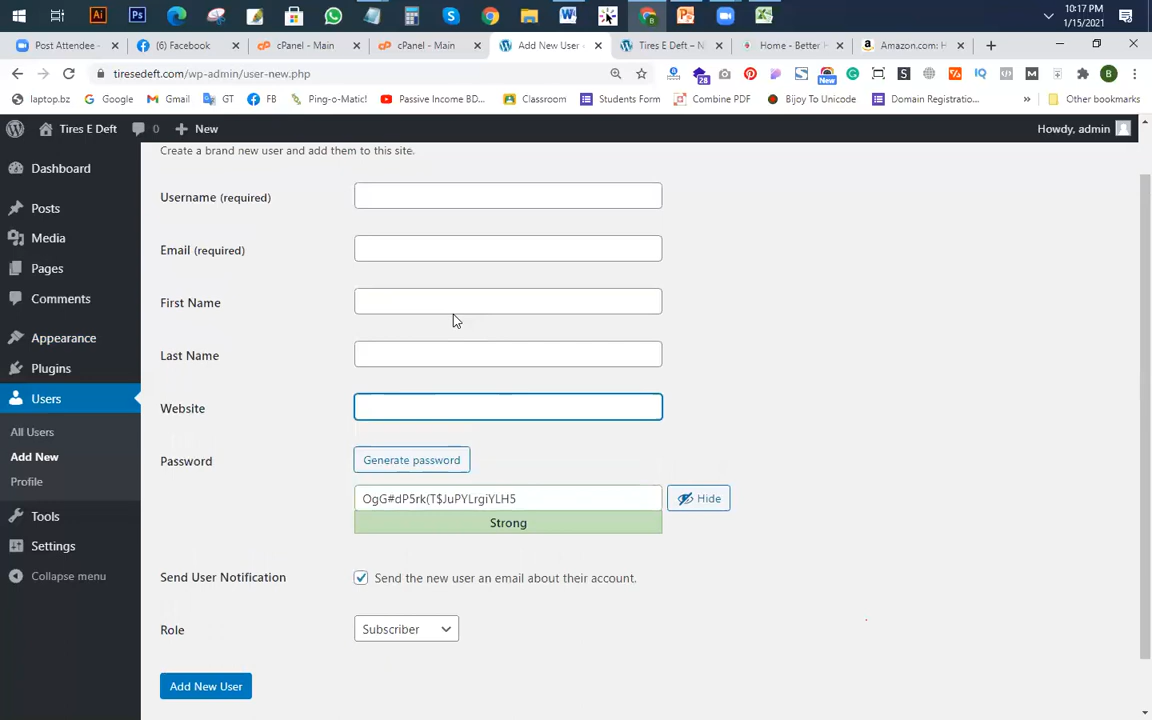 10:17 PM
1/15/2021
Post Attendee -
(6) Facebook
cPanel - Main
cPanel - Main
Add New User
Tires E Deft – N
Home - Better H
Amazon.com: H
tiresedeft.com/wp-admin/user-new.php
laptop.bz
Google
Gmail
GT
FB
Ping-o-Matic!
Passive Income BD...
Classroom
Students Form
Combine PDF
Bijoy To Unicode
Domain Registratio...
Other bookmarks
Tires E Deft
0
New
Howdy, admin
Create a brand new user and add them to this site.
Dashboard
Posts
Media
Pages
Comments
Appearance
Plugins
Users
All Users
Add New
Profile
Tools
Settings
Collapse menu
Username (required)
Email (required)
First Name
Last Name
Website
Password
Generate password
OgG#dP5rk(T$JuPYLrgiYLH5
Hide
Strong
Send User Notification
Send the new user an email about their account.
Role
Subscriber
Add New User